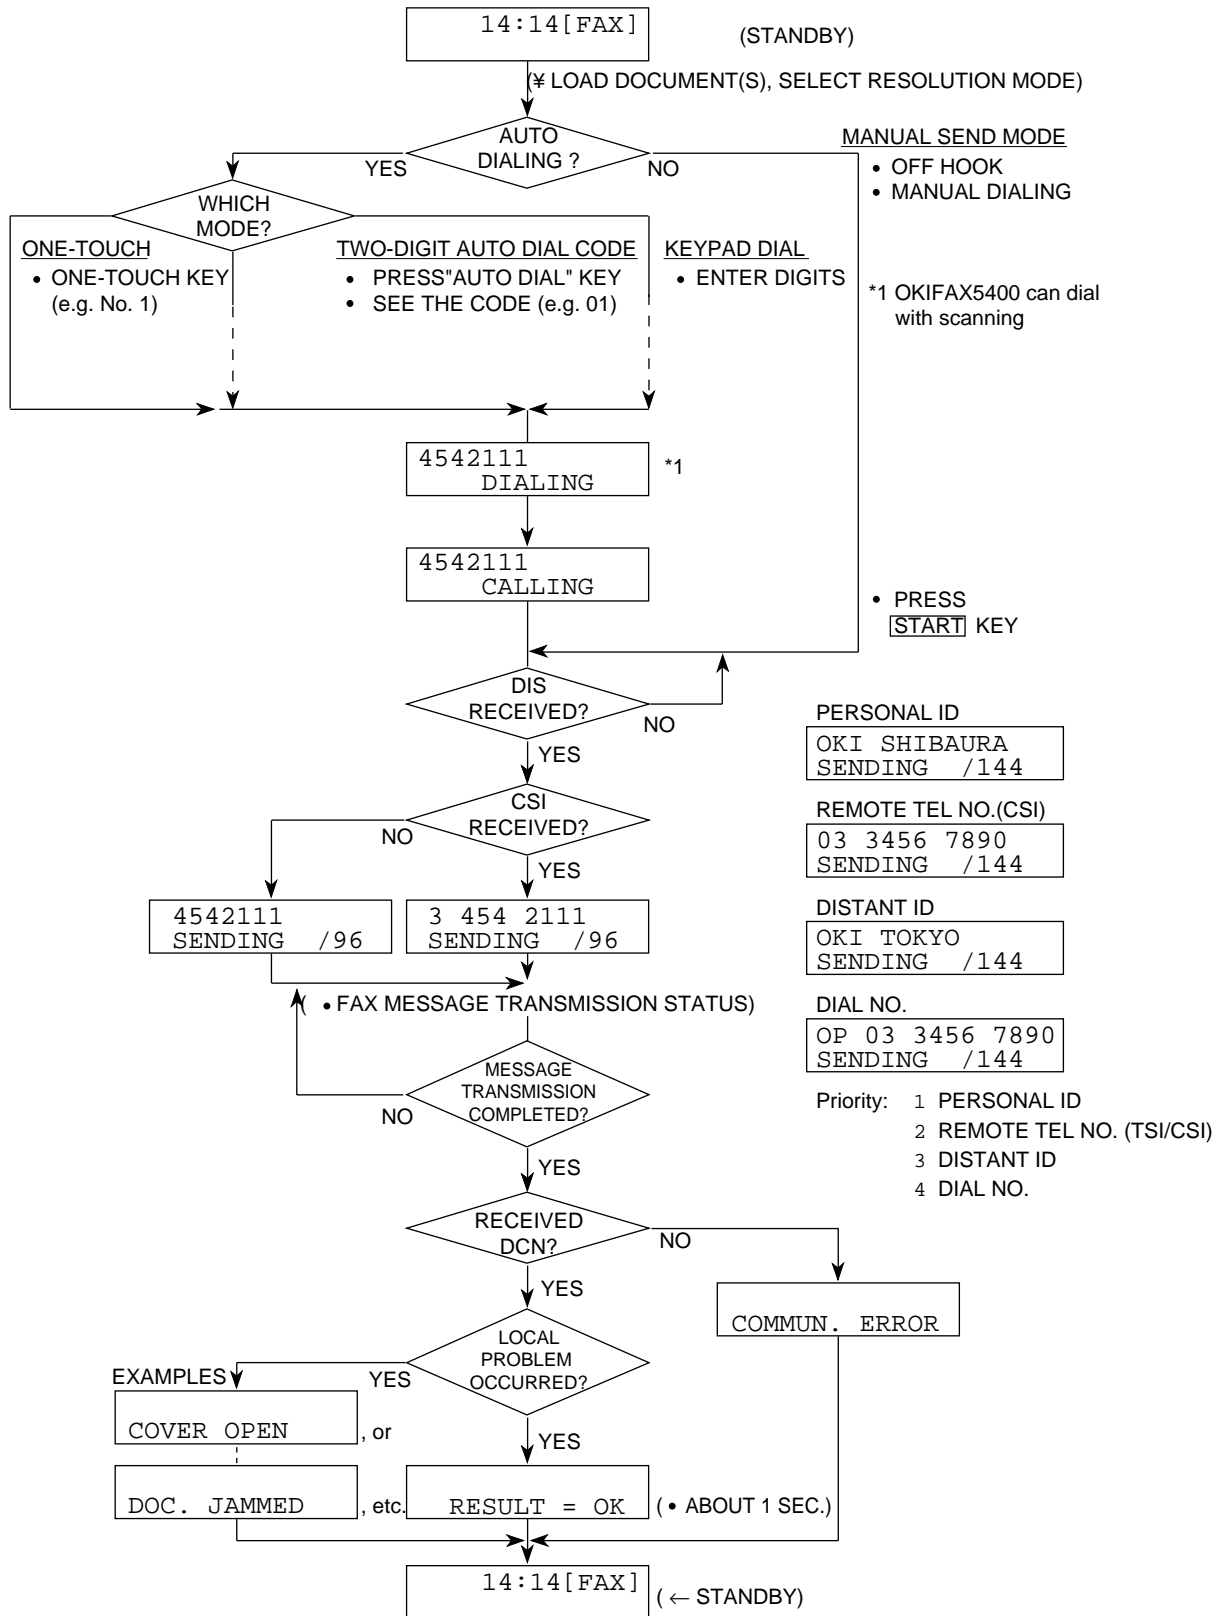 14:14[FAX]
(STANDBY)
(¥ LOAD DOCUMENT(S), SELECT RESOLUTION MODE)
AUTO
DIALING ?
YES
NO
MANUAL SEND MODE
• OFF HOOK
• MANUAL DIALING
WHICH
MODE?
ONE-TOUCH
• ONE-TOUCH KEY
(e.g. No. 1)
TWO-DIGIT AUTO DIAL CODE
• PRESS"AUTO DIAL" KEY
• SEE THE CODE (e.g. 01)
KEYPAD DIAL
• ENTER DIGITS
*1 OKIFAX5400 can dial
with scanning
4542111
DIALING
*1
4542111
CALLING
• PRESS
START KEY
DIS
RECEIVED?
NO
YES
CSI
RECEIVED?
NO
YES
4542111
SENDING /96
3 454 2111
SENDING /96
PERSONAL ID
OKI SHIBAURA
SENDING /144
REMOTE TEL NO.(CSI)
03 3456 7890
SENDING /144
DISTANT ID
OKI TOKYO
SENDING /144
DIAL NO.
OP 03 3456 7890
SENDING /144
Priority: 1 PERSONAL ID
2 REMOTE TEL NO. (TSI/CSI)
3 DISTANT ID
4 DIAL NO.
( • FAX MESSAGE TRANSMISSION STATUS)
MESSAGE
TRANSMISSION
COMPLETED?
NO
YES
RECEIVED
DCN?
NO
YES
COMMUN. ERROR
LOCAL
PROBLEM
OCCURRED?
YES
YES
EXAMPLES
COVER OPEN
, or
DOC. JAMMED
, etc.
RESULT = OK
( • ABOUT 1 SEC.)
14:14[FAX]
( ← STANDBY)